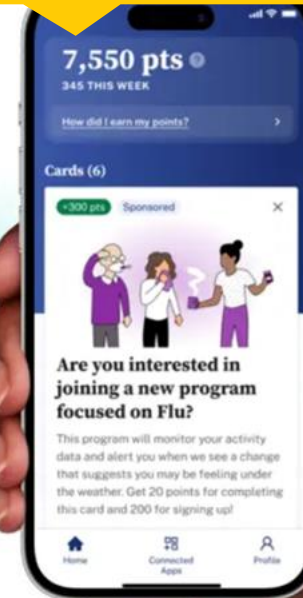 7,550 pts
345 THIS WEEK
How did I earn my points?
Cards (6)
+300 pts
Sponsored
Are you interested in
joining a new program
focused on Flu?
This program will monitor your activity
data and alert you when we see a change
that suggests you may be feeling under
the weather. Get 20 points for completing
this card and 200 for signing up!
Home
Connected
Apps
Profile